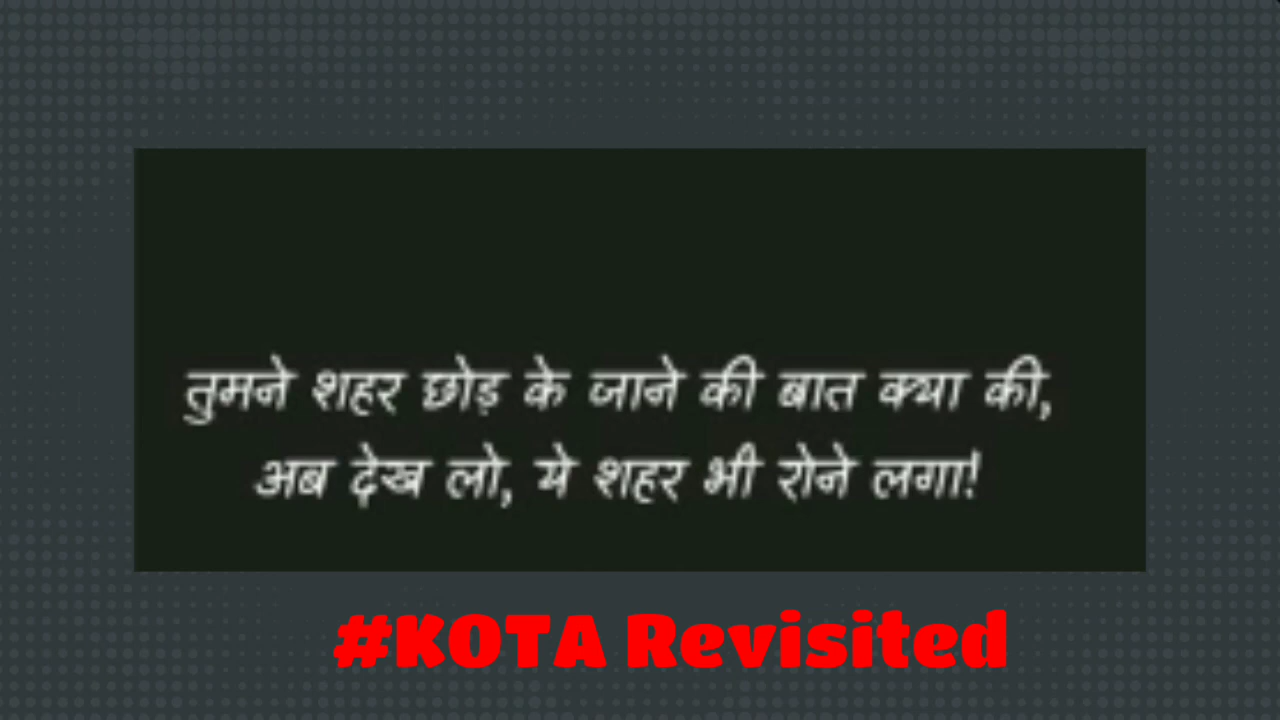 तुमने शहर छोड़ के जाने की बात क्या की,
अब देख लो, ये शहर भी रोने लगा!
#KOTA Revisited